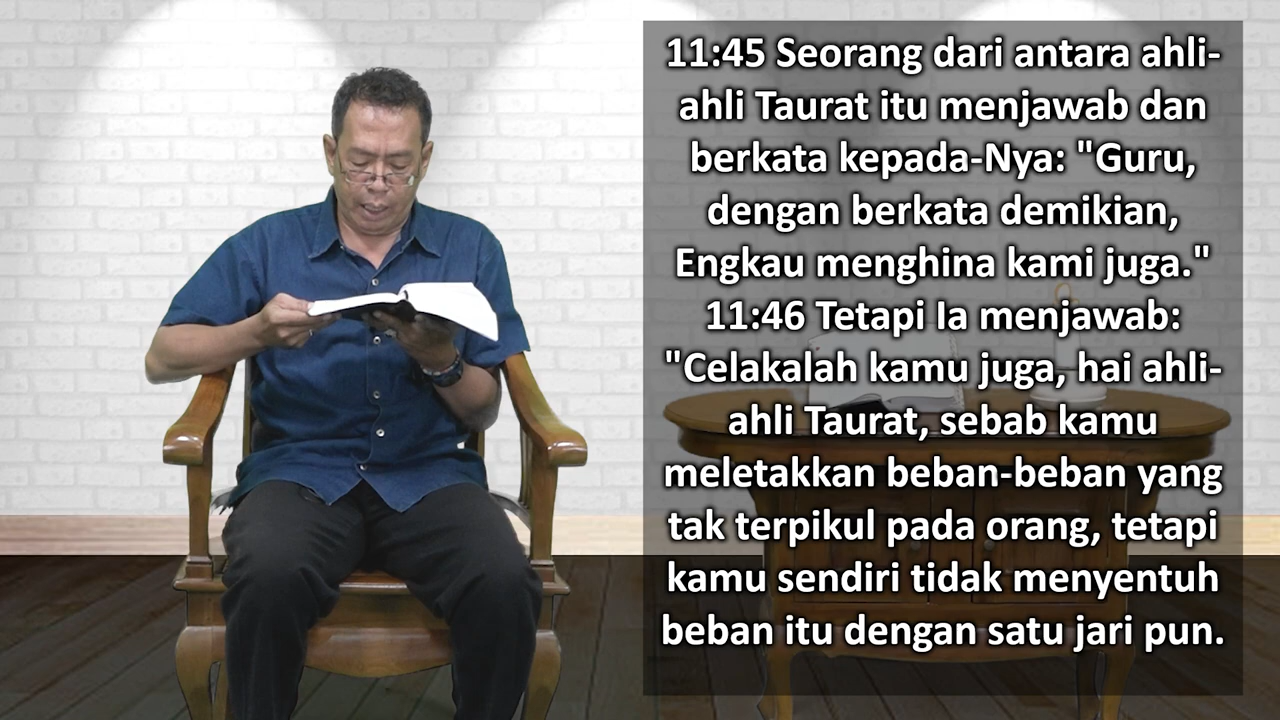 11:45 Seorang dari antara ahli-
ahli Taurat itu menjawab dan
berkata kepada-Nya: "Guru,
dengan berkata demikian,
Engkau menghina kami juga."
11:46 Tetapi Ia menjawab:
"Celakalah kamu juga, hai ahli-
ahli Taurat, sebab kamu
meletakkan beban-beban yang
tak terpikul pada orang, tetapi
kamu sendiri tidak menyentuh
beban itu dengan satu jari pun.